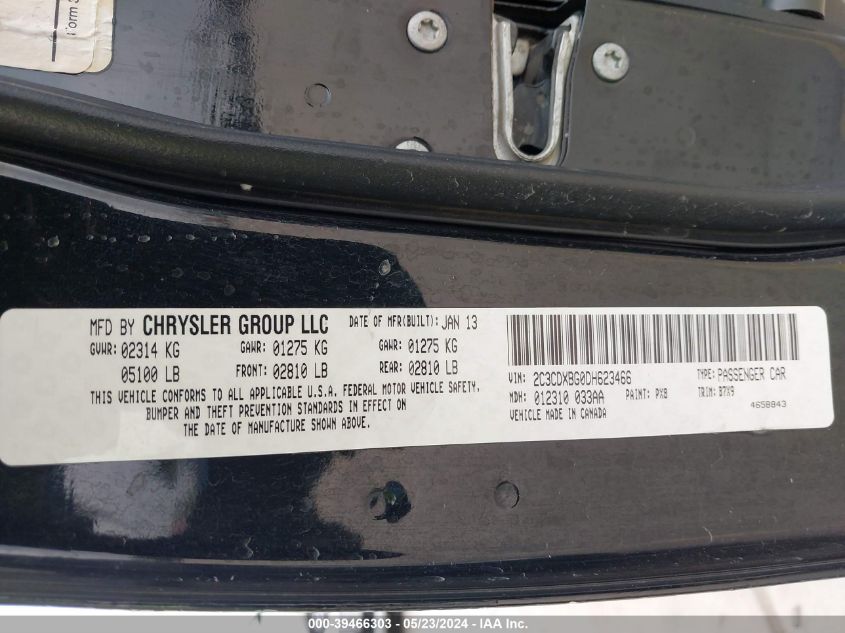 Form
MFD BY CHRYSLER GROUP LLC DATE OF MFR(BUILT): JAN 13
GVWR: 02314 KG GAWR: 01275 KG GAWR: 01275 KG
05100 LB FRONT: 02810 LB REAR: 02810 LB
THIS VEHICLE CONFORMS TO ALL APPLICABLE U.S.A. FEDERAL MOTOR VEHICLE SAFETY,
BUMPER AND THEFT PREVENTION STANDARDS IN EFFECT ON
THE DATE OF MANUFACTURE SHOWN ABOVE.
VIN: 2C3CDXBG0DH623466 TYPE: PASSENGER CAR
MDH: 012310 033AA PAINT: PX8 TRIM: B7X9
VEHICLE MADE IN CANADA 4658843
000-39466303 - 05/23/2024 - IAA Inc.